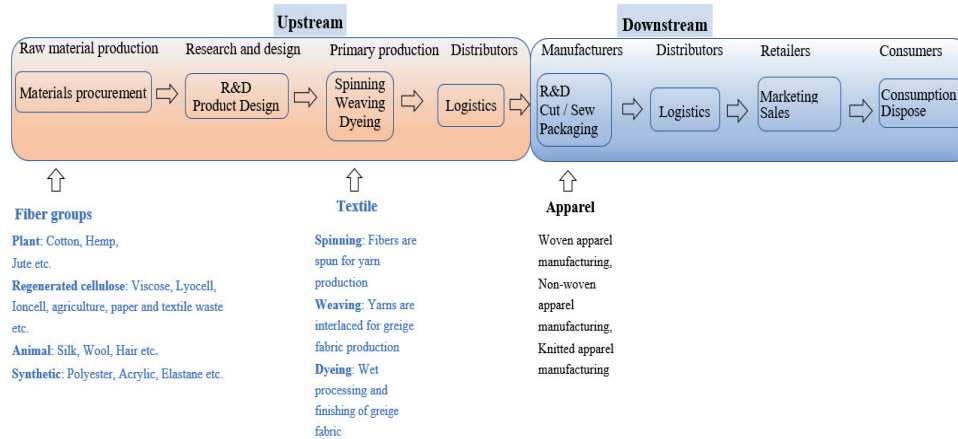 Upstream
Downstream
Raw material production
Research and design
Primary production
Distributors
Manufacturers
Distributors
Retailers
Consumers
Materials procurement
R&D
Product Design
Spinning
Weaving
Dyeing
Logistics
R&D
Cut / Sew
Packaging
Logistics
Marketing
Sales
Consumption
Dispose
Fiber groups
Plant: Cotton, Hemp,
Jute etc.
Regenerated cellulose: Viscose, Lyocell,
Ioncell, agriculture, paper and textile waste
etc.
Animal: Silk, Wool, Hair etc.
Synthetic: Polyester, Acrylic, Elastane etc.
Textile
Spinning: Fibers are
spun for yarn
production
Weaving: Yarns are
interlaced for greige
fabric production
Dyeing: Wet
processing and
finishing of greige
fabric
Apparel
Woven apparel
manufacturing,
Non-woven
apparel
manufacturing,
Knitted apparel
manufacturing